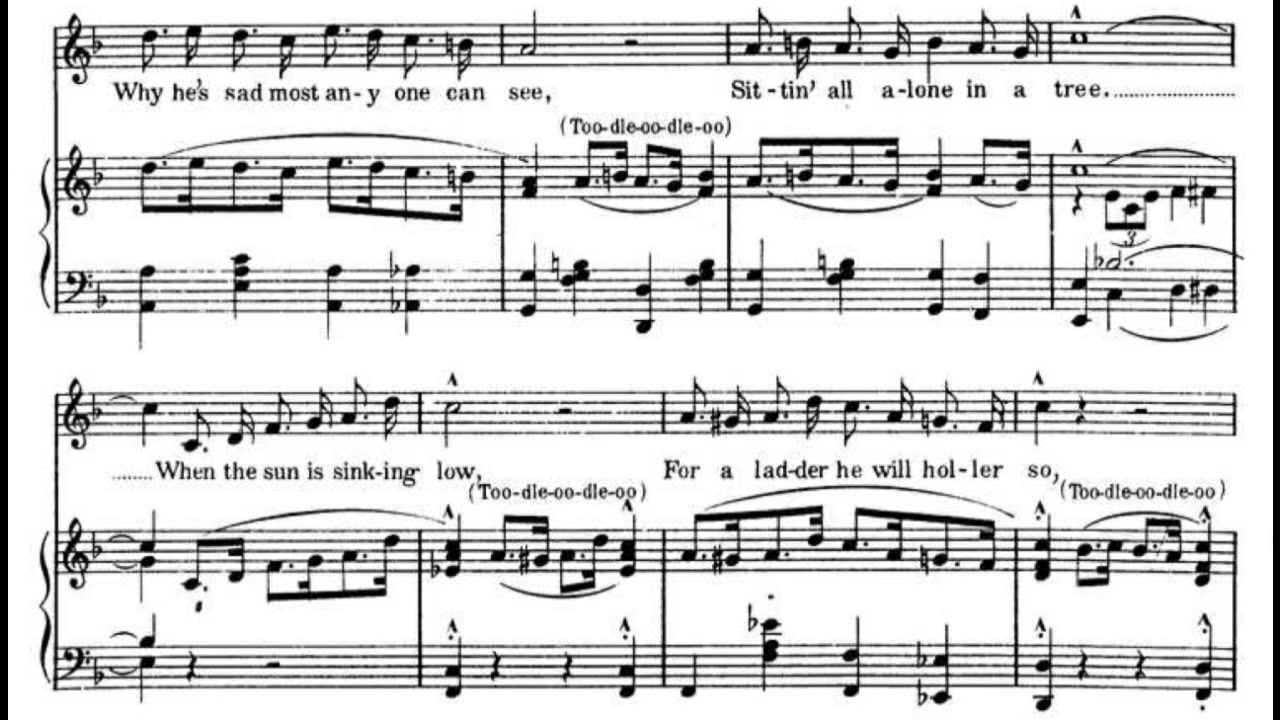 Why he's sad most an-y one can see, Sit-tin' all a-lone in a tree.
(Too-dle-oo-dle-oo)
3
When the sun is sink-ing low, For a lad-der he will hol-ler so,
(Too-dle-oo-dle-oo) (Too-dle-oo-dle-oo)